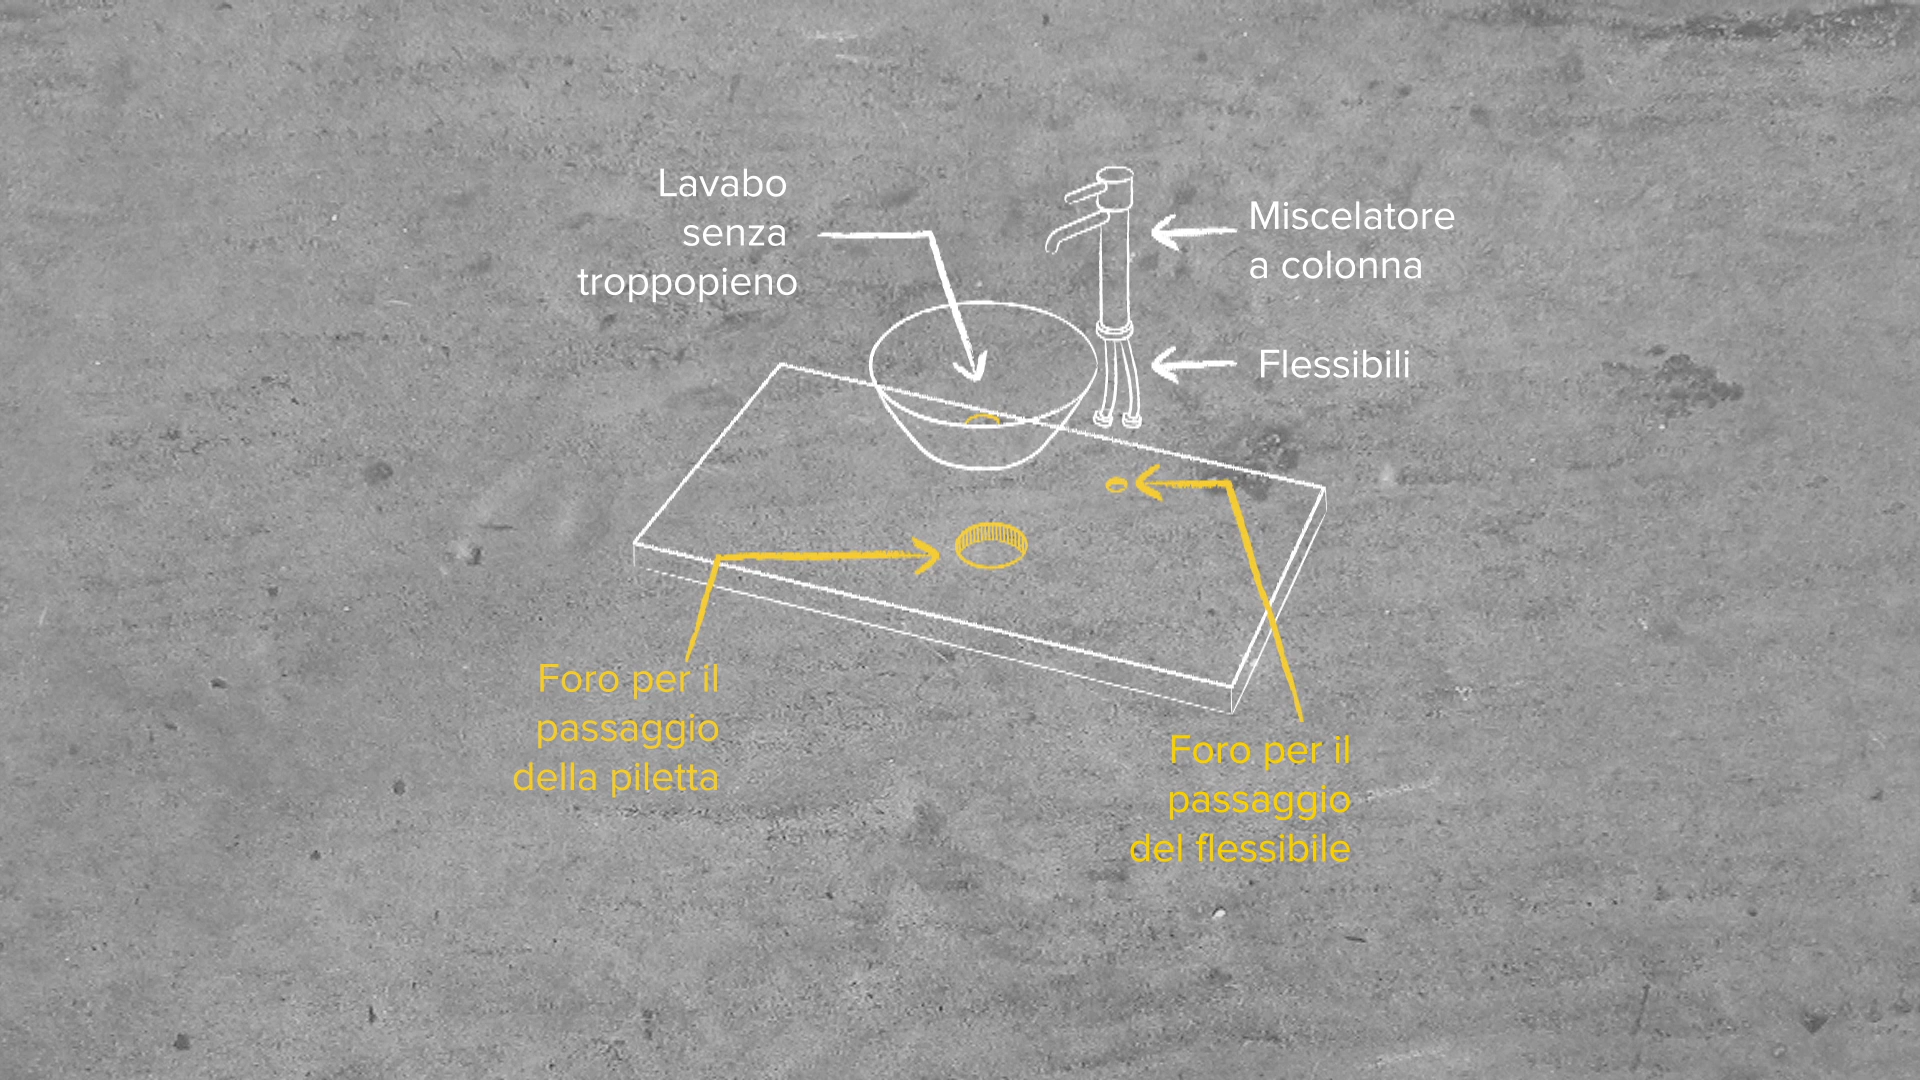 Lavabo
senza
troppopieno
Miscelatore
a colonna
Flessibili
Foro per il
passaggio
della piletta
Foro per il
passaggio
del flessibile